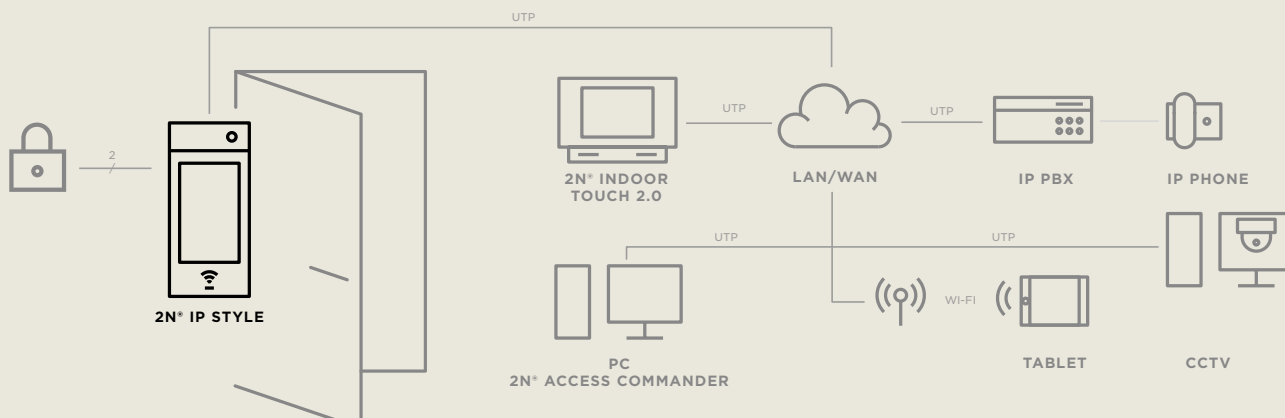 UTP
2
UTP
UTP
2N® INDOOR
TOUCH 2.0
LAN/WAN
IP PBX
IP PHONE
UTP
UTP
WI-FI
2N® IP STYLE
PC
2N® ACCESS COMMANDER
TABLET
CCTV